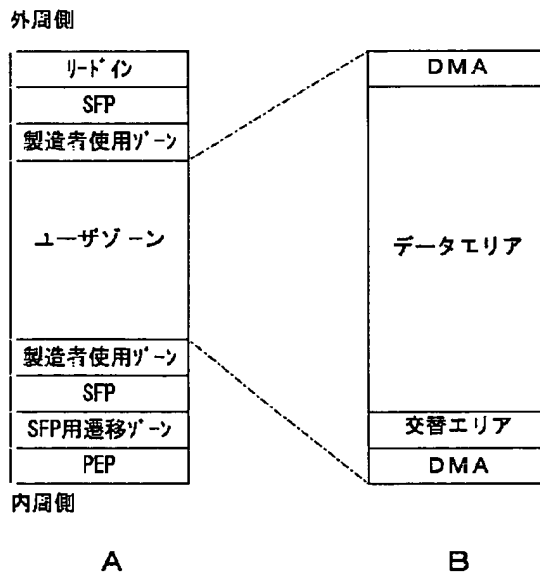 外周側
リードイン
SFP
製造者使用ゾーン
ユーザゾーン
製造者使用ゾーン
SFP
SFP用遷移ゾーン
PEP
内周側
A
DMA
データエリア
交替エリア
DMA
B